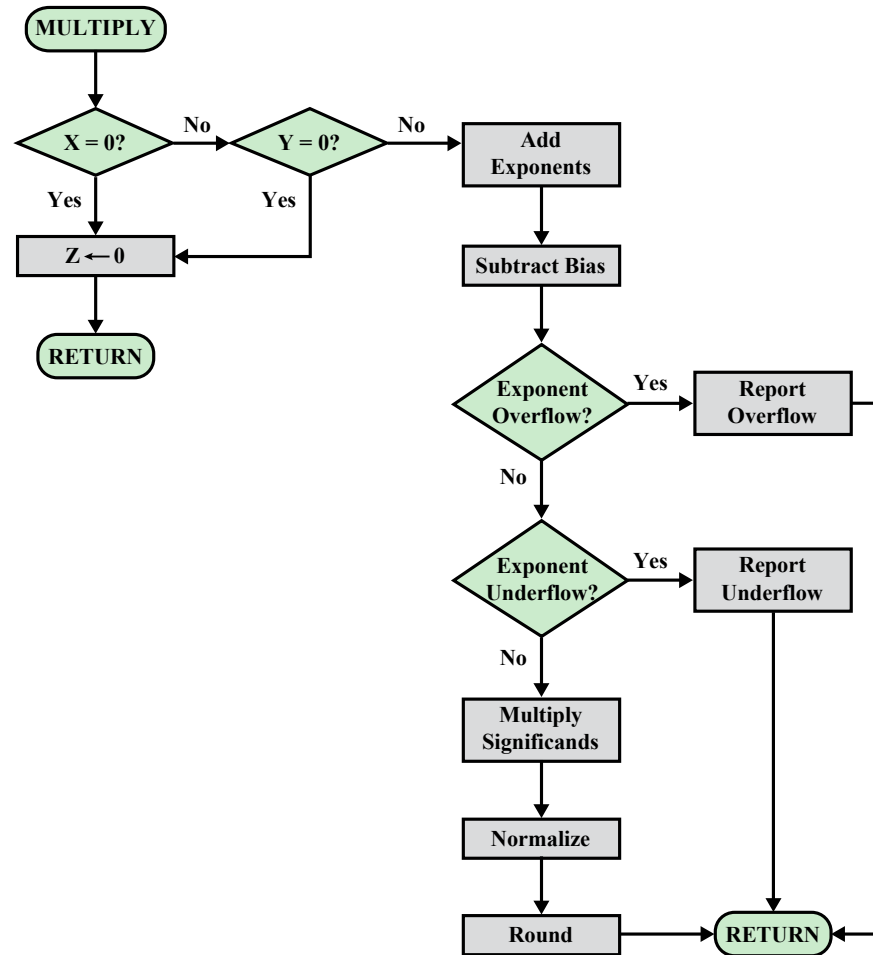 MULTIPLY
X = 0?
No
Y = 0?
No
Add
Exponents
Yes
Yes
Z ← 0
Subtract Bias
RETURN
Exponent
Overflow?
Yes
Report
Overflow
No
Exponent
Underflow?
Yes
Report
Underflow
No
Multiply
Significands
Normalize
Round
RETURN